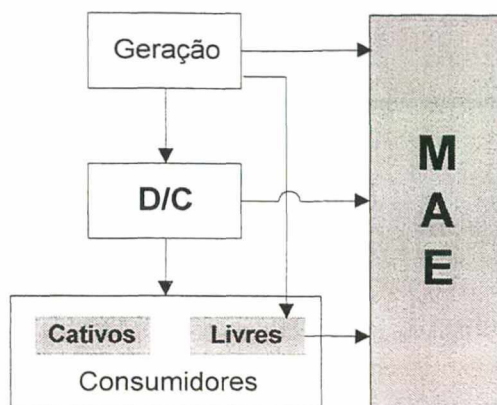 Geração
D/C
Cativos
Livres
Consumidores
M
A
E